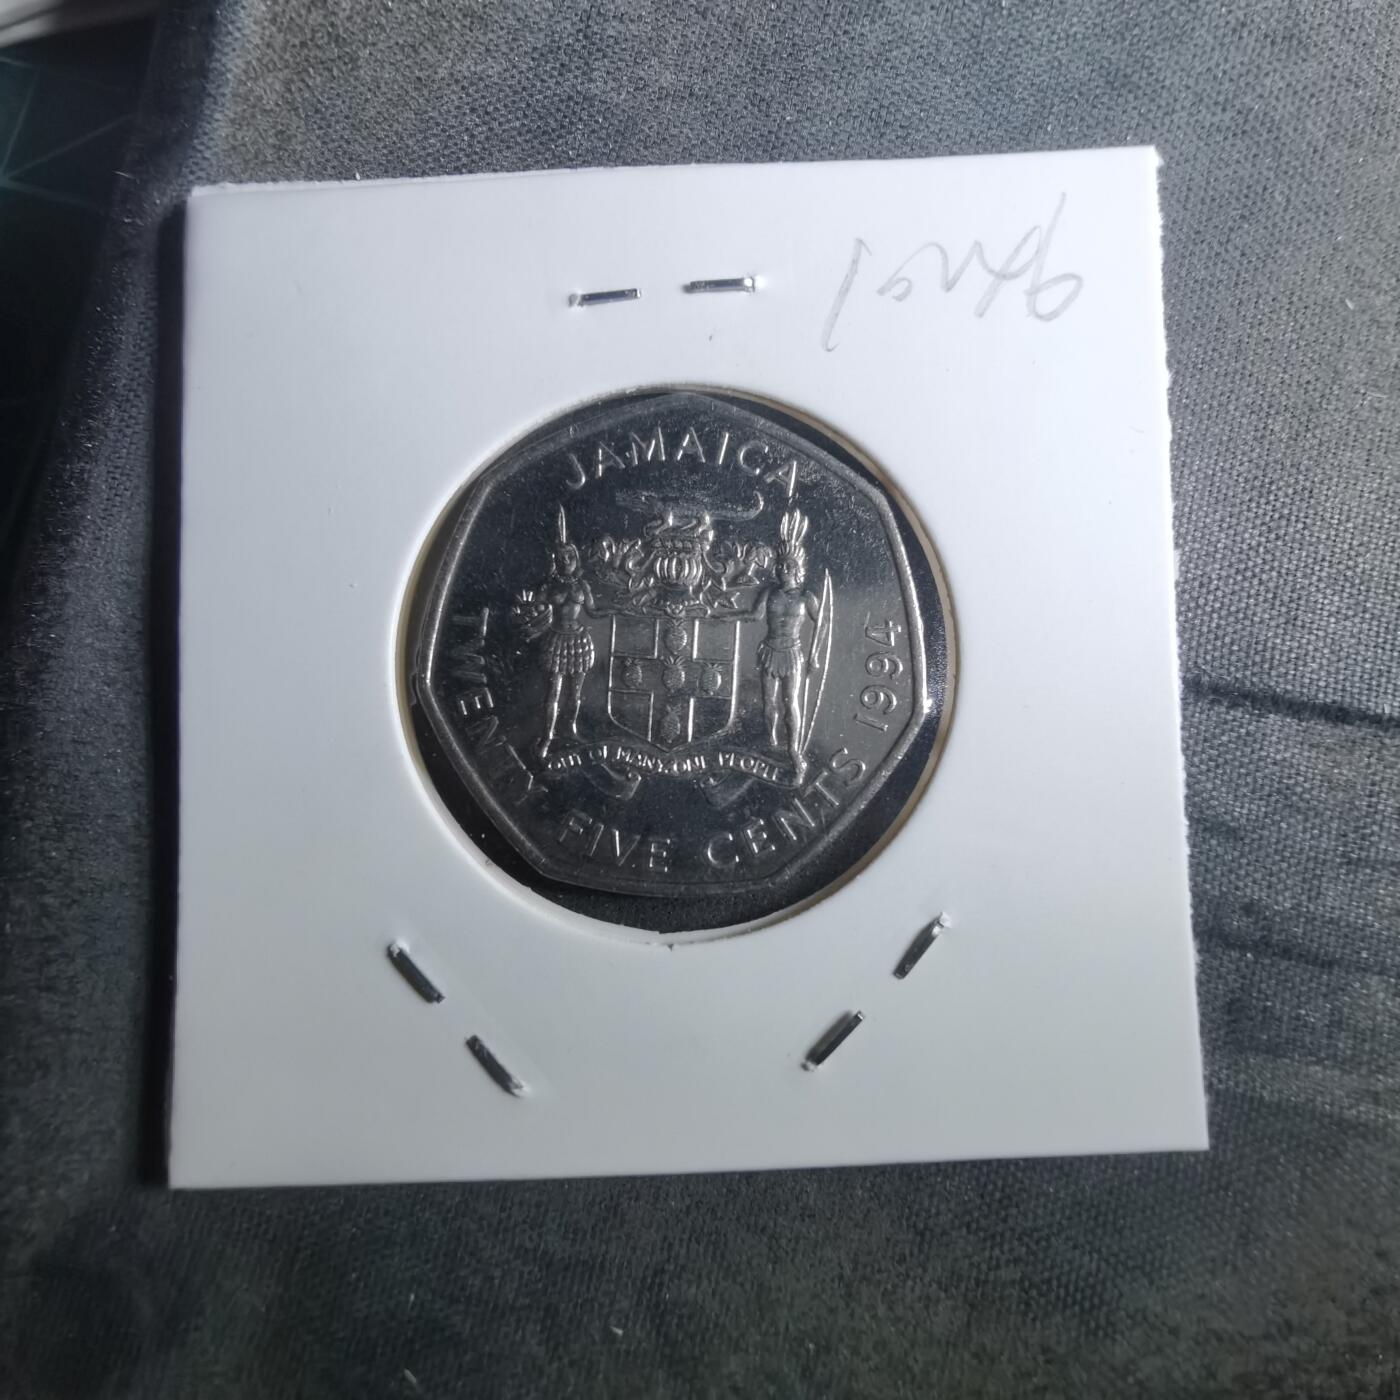 JAMAICA
OUT OF MANY, ONE PEOPLE
TWENTY FIVE CENTS 1994